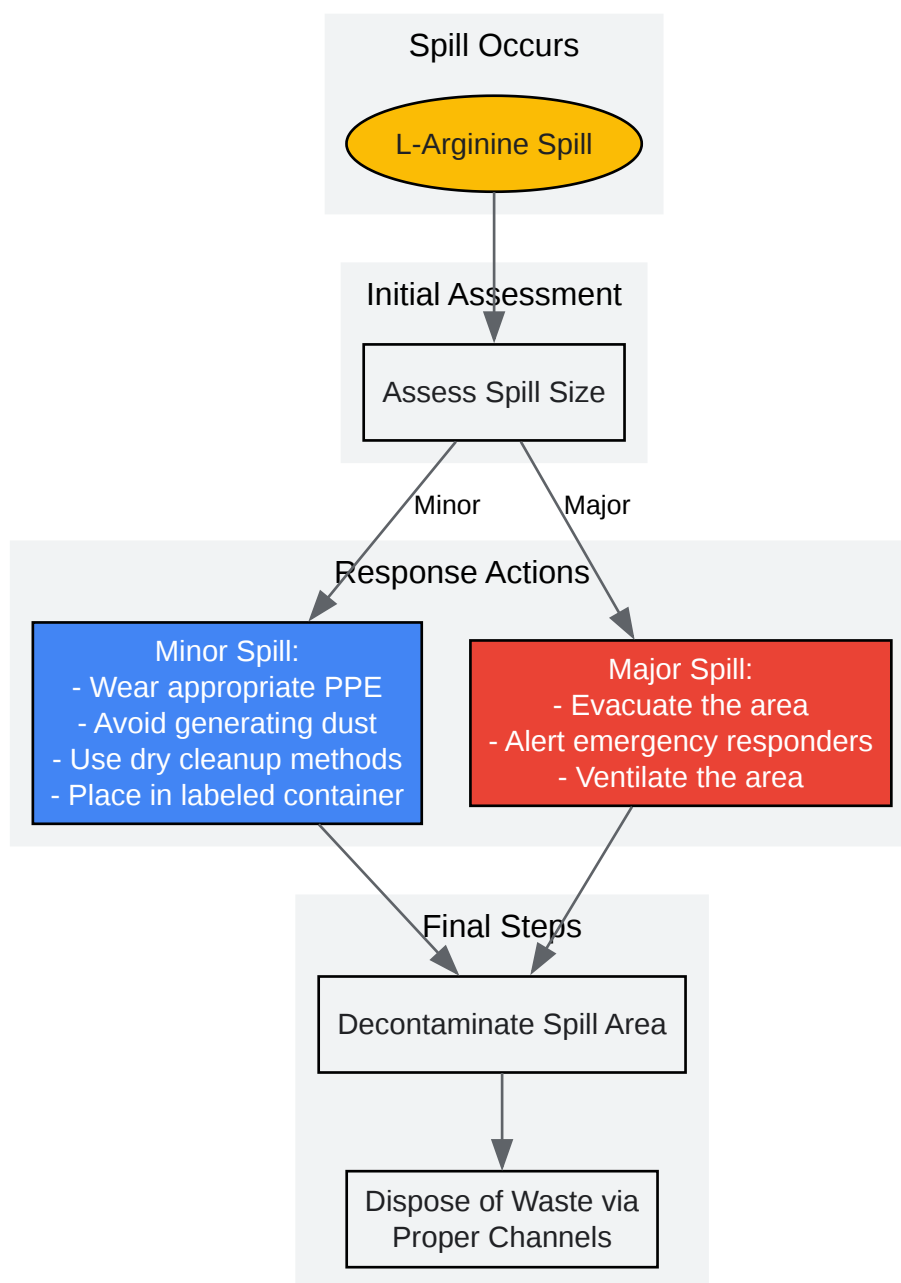 Spill Occurs
L-Arginine Spill
Initial Assessment
Assess Spill Size
Minor
Major
Response Actions
Minor Spill:
- Wear appropriate PPE
- Avoid generating dust
- Use dry cleanup methods
- Place in labeled container
Major Spill:
- Evacuate the area
- Alert emergency responders
- Ventilate the area
Final Steps
Decontaminate Spill Area
Dispose of Waste via
Proper Channels